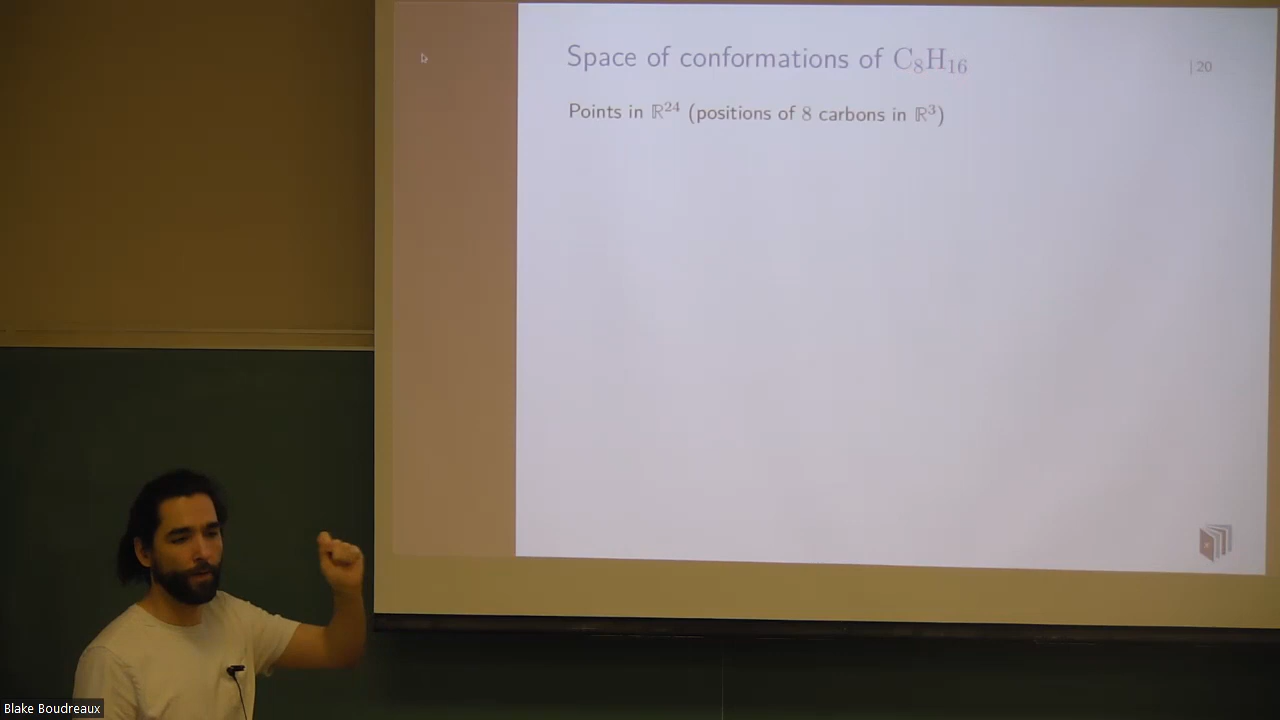 Space of conformations of C₈H₁₆
| 20
Points in ℝ²⁴ (positions of 8 carbons in ℝ³)
Blake Boudreaux